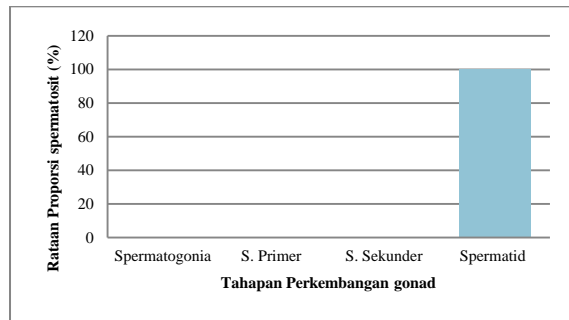 Rataan Proporsi spermatosit (%)
120
100
80
60
40
20
0
Spermatogonia S. Primer S. Sekunder Spermatid
Tahapan Perkembangan gonad